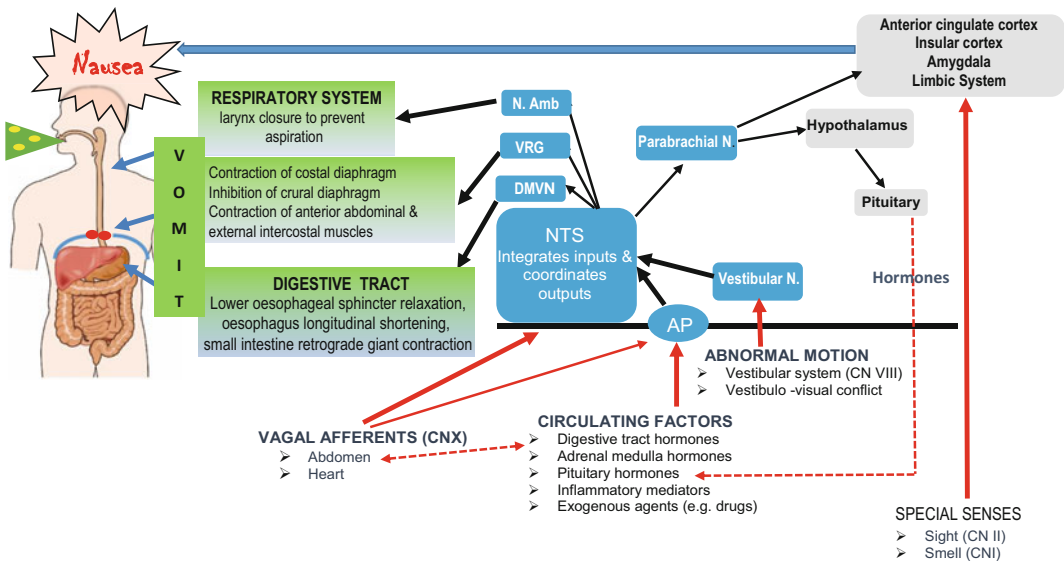 Nausea
Anterior cingulate cortex
Insular cortex
Amygdala
Limbic System
RESPIRATORY SYSTEM
larynx closure to prevent
aspiration
N. Amb
VRG
DMVN
Parabrachial N.
Hypothalamus
Pituitary
V
O
M
I
T
Contraction of costal diaphragm
Inhibition of crural diaphragm
Contraction of anterior abdominal &
external intercostal muscles
NTS
Integrates inputs &
coordinates
outputs
Vestibular N.
Hormones
DIGESTIVE TRACT
Lower oesophageal sphincter relaxation,
oesophagus longitudinal shortening,
small intestine retrograde giant contraction
AP
ABNORMAL MOTION
➢ Vestibular system (CN VIII)
➢ Vestibulo -visual conflict
VAGAL AFFERENTS (CNX)
➢ Abdomen
➢ Heart
CIRCULATING FACTORS
➢ Digestive tract hormones
➢ Adrenal medulla hormones
➢ Pituitary hormones
➢ Inflammatory mediators
➢ Exogenous agents (e.g. drugs)
SPECIAL SENSES
➢ Sight (CN II)
➢ Smell (CNI)